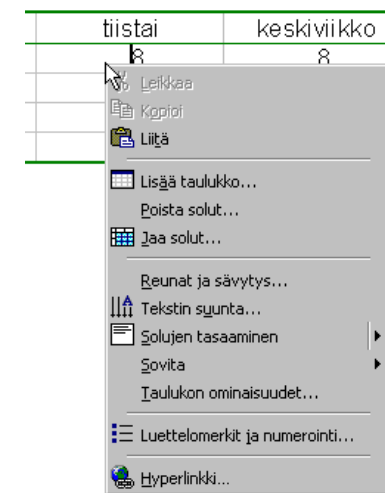 tiistai keskiviikko
8 8
Leikkaa
Kopioi
Liitä
Lisää taulukko...
Poista solut...
Jaa solut...
Reunat ja sävytys...
Tekstin suunta...
Solujen tasaaminen
Sovita
Taulukon ominaisuudet...
Luettelomerkit ja numerointi...
Hyperlinkki...